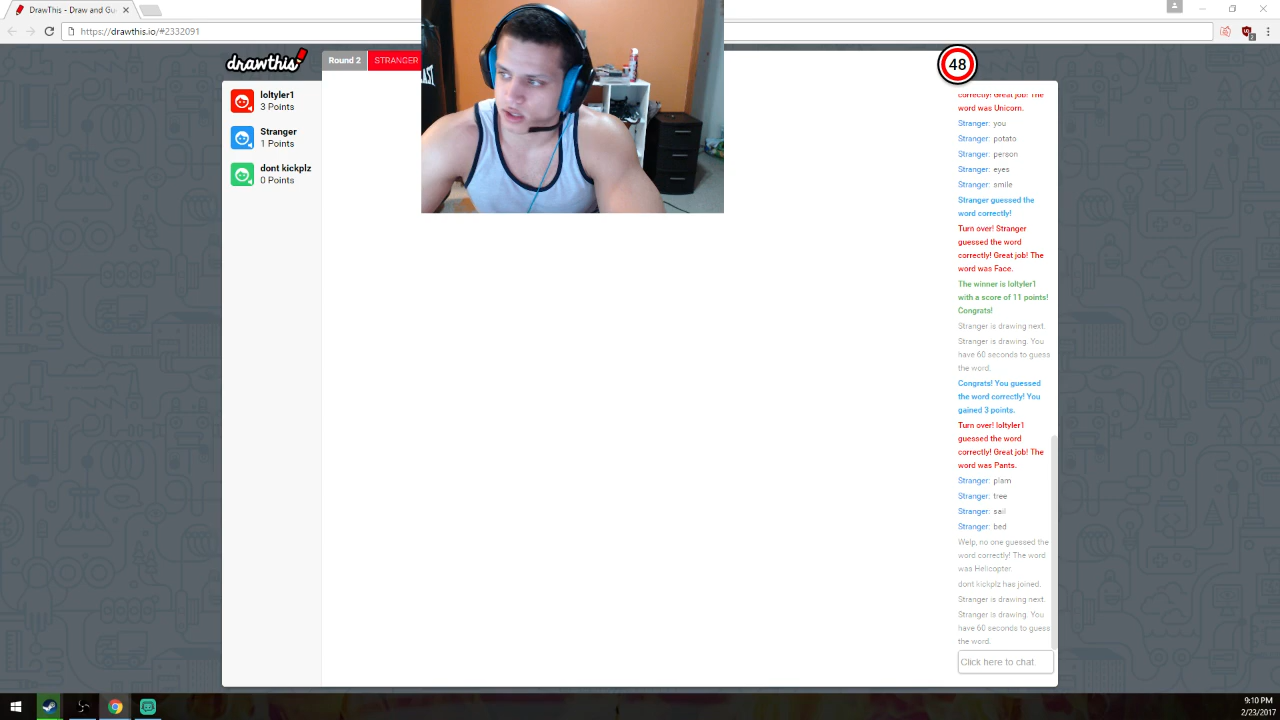 DrawThis - Draw and Gu
https://drawthis.io/#2332091
drawthis!
Round 2
STRANGER
48
loltyler1
3 Points
Stranger
1 Points
dont kickplz
0 Points
correctly! Great job! The
word was Unicorn.
Stranger: you
Stranger: potato
Stranger: person
Stranger: eyes
Stranger: smile
Stranger guessed the
word correctly!
Turn over! Stranger
guessed the word
correctly! Great job! The
word was Face.
The winner is loltyler1
with a score of 11 points!
Congrats!
Stranger is drawing next.
Stranger is drawing. You
have 60 seconds to guess
the word.
Congrats! You guessed
the word correctly! You
gained 3 points.
Turn over! loltyler1
guessed the word
correctly! Great job! The
word was Pants.
Stranger: plam
Stranger: tree
Stranger: sail
Stranger: bed
Welp, no one guessed the
word correctly! The word
was Helicopter
dont kickplz has joined.
Stranger is drawing next.
Stranger is drawing. You
have 60 seconds to guess
the word.
Click here to chat
9:10 PM
2/23/2017